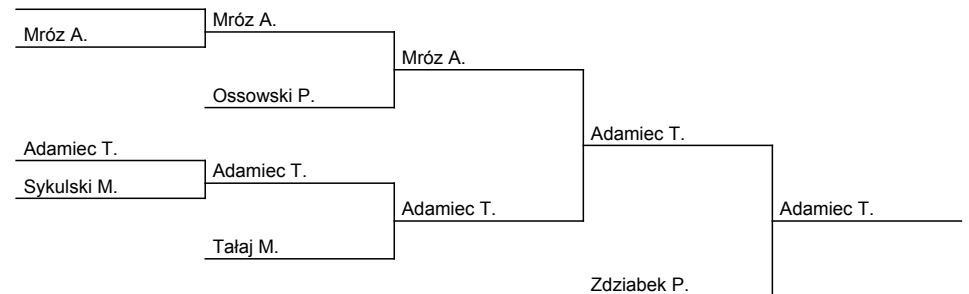 Mróz A.
Mróz A.
Mróz A.
Ossowski P.
Adamiec T.
Adamiec T.
Adamiec T.
Sykulski M.
Adamiec T.
Adamiec T.
Tałaj M.
Zdziabek P.